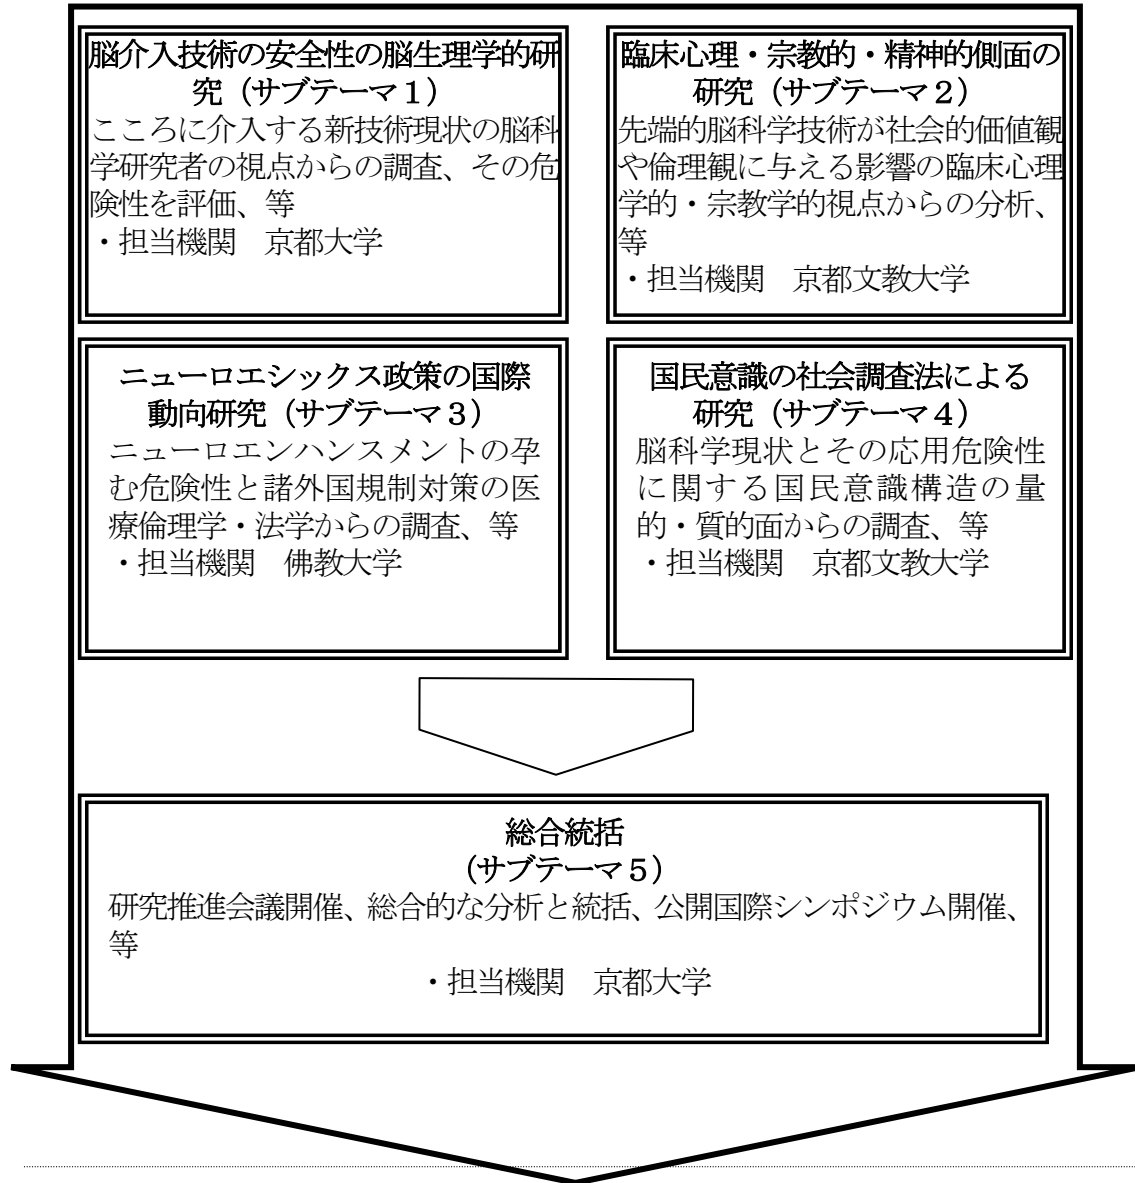 脳介入技術の安全性の脳生理学的研
究（サブテーマ１）
こころに介入する新技術現状の脳科
学研究者の視点からの調査、その危
険性を評価、等
・担当機関　京都大学
臨床心理・宗教的・精神的側面の
研究（サブテーマ２）
先端的脳科学技術が社会的価値観
や倫理観に与える影響の臨床心理
学的・宗教学的視点からの分析、
等
・担当機関　京都文教大学
ニューロエシックス政策の国際
動向研究（サブテーマ３）
ニューロエンハンスメントの孕
む危険性と諸外国規制対策の医
療倫理学・法学からの調査、等
・担当機関　佛教大学
国民意識の社会調査法による
研究（サブテーマ４）
脳科学現状とその応用危険性
に関する国民意識構造の量
的・質的面からの調査、等
・担当機関　京都文教大学
総合統括
（サブテーマ５）
研究推進会議開催、総合的な分析と統括、公開国際シンポジウム開催、
等
・担当機関　京都大学